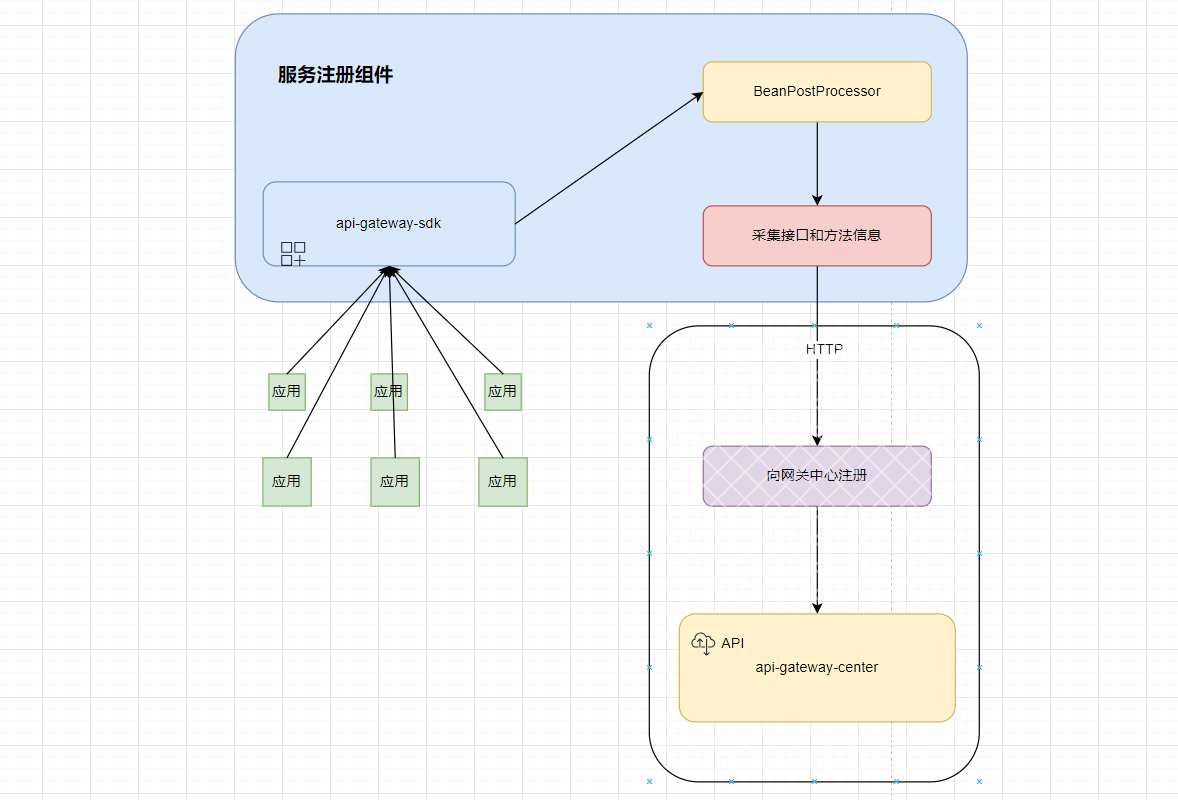 服务注册组件
BeanPostProcessor
api-gateway-sdk
采集接口和方法信息
HTTP
应用
应用
应用
应用
应用
应用
向网关中心注册
API
api-gateway-center